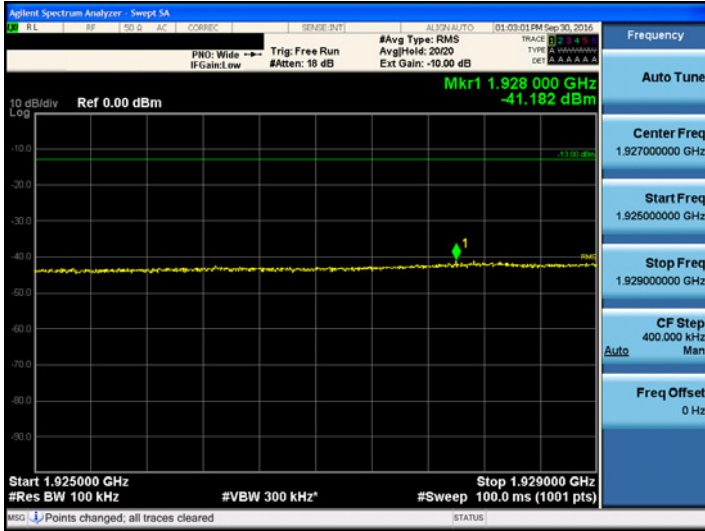 Agilent Spectrum Analyzer - Swept SA
RL RF 50 Ω AC CORREC SENSE:INT ALIGN AUTO 01:03:01 PM Sep 30, 2016
PNO: Wide Trig: Free Run #Avg Type: RMS TRACE 1 2 3 4 5 6
IFGain:Low #Atten: 18 dB Avg|Hold: 20/20 TYPE A
Ext Gain: -10.00 dB DET A A A A A A
Frequency
Mkr1 1.928 000 GHz
-41.182 dBm
10 dB/div Ref 0.00 dBm
Log
-10.0
-13.00 dBm
-20.0
-30.0
1
-40.0
RMS
-50.0
-70.0
-80.0
-90.0
Start 1.925000 GHz Stop 1.929000 GHz
#Res BW 100 kHz #VBW 300 kHz* #Sweep 100.0 ms (1001 pts)
MSG Points changed; all traces cleared STATUS
Auto Tune
Center Freq
1.927000000 GHz
Start Freq
1.925000000 GHz
Stop Freq
1.929000000 GHz
CF Step
400.000 kHz
Auto Man
Freq Offset
0 Hz